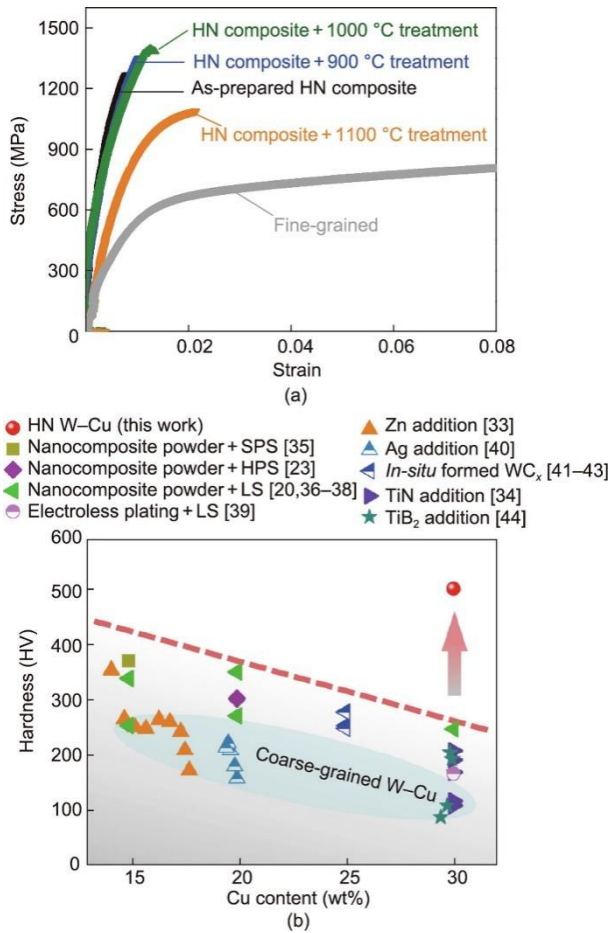 1500
1200
900
600
300
0
Stress (MPa)
HN composite + 1000 °C treatment
HN composite + 900 °C treatment
As-prepared HN composite
HN composite + 1100 °C treatment
Fine-grained
0.02
0.04
0.06
0.08
Strain
(a)
HN W–Cu (this work)
Nanocomposite powder + SPS [35]
Nanocomposite powder + HPS [23]
Nanocomposite powder + LS [20,36–38]
Electroless plating + LS [39]
Zn addition [33]
Ag addition [40]
In-situ formed WCₓ [41–43]
TiN addition [34]
TiB₂ addition [44]
600
500
400
300
200
100
0
Hardness (HV)
Coarse-grained W–Cu
15
20
25
30
Cu content (wt%)
(b)